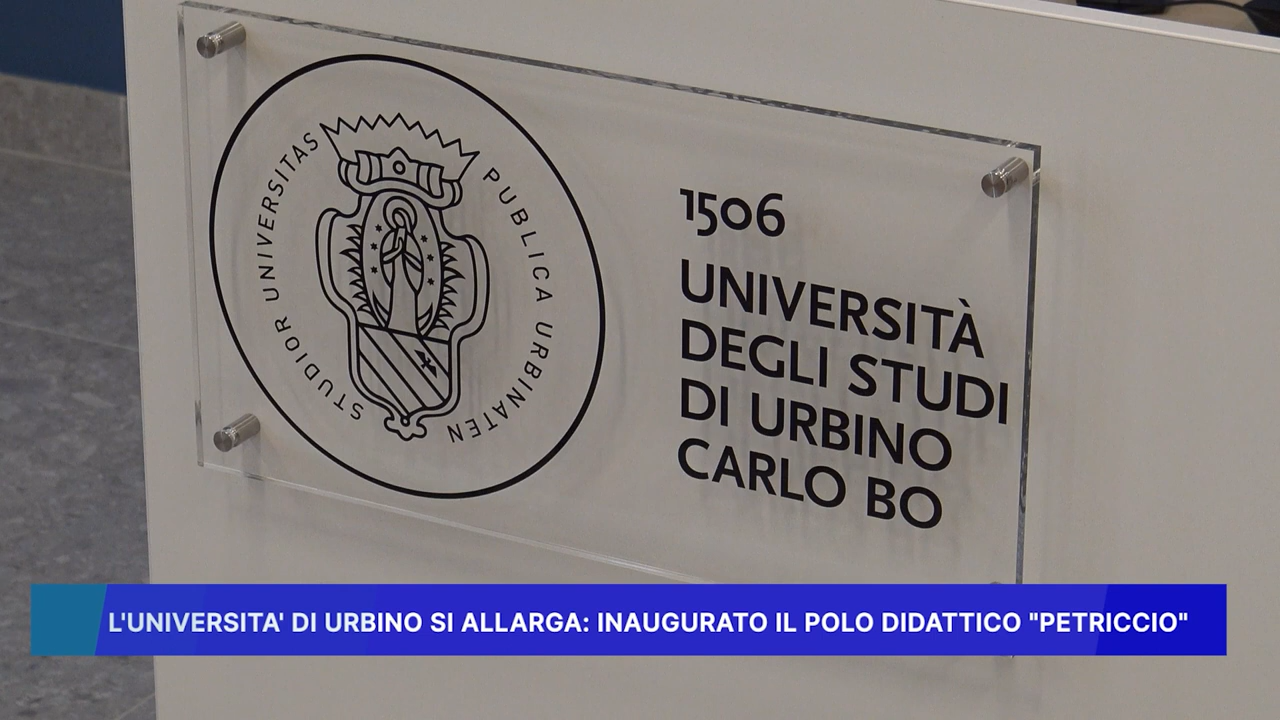 STUDIOR UNIVERSITAS PUBLICA URBINATEN
1506
UNIVERSITÀ
DEGLI STUDI
DI URBINO
CARLO BO
L'UNIVERSITA' DI URBINO SI ALLARGA: INAUGURATO IL POLO DIDATTICO "PETRICCIO"